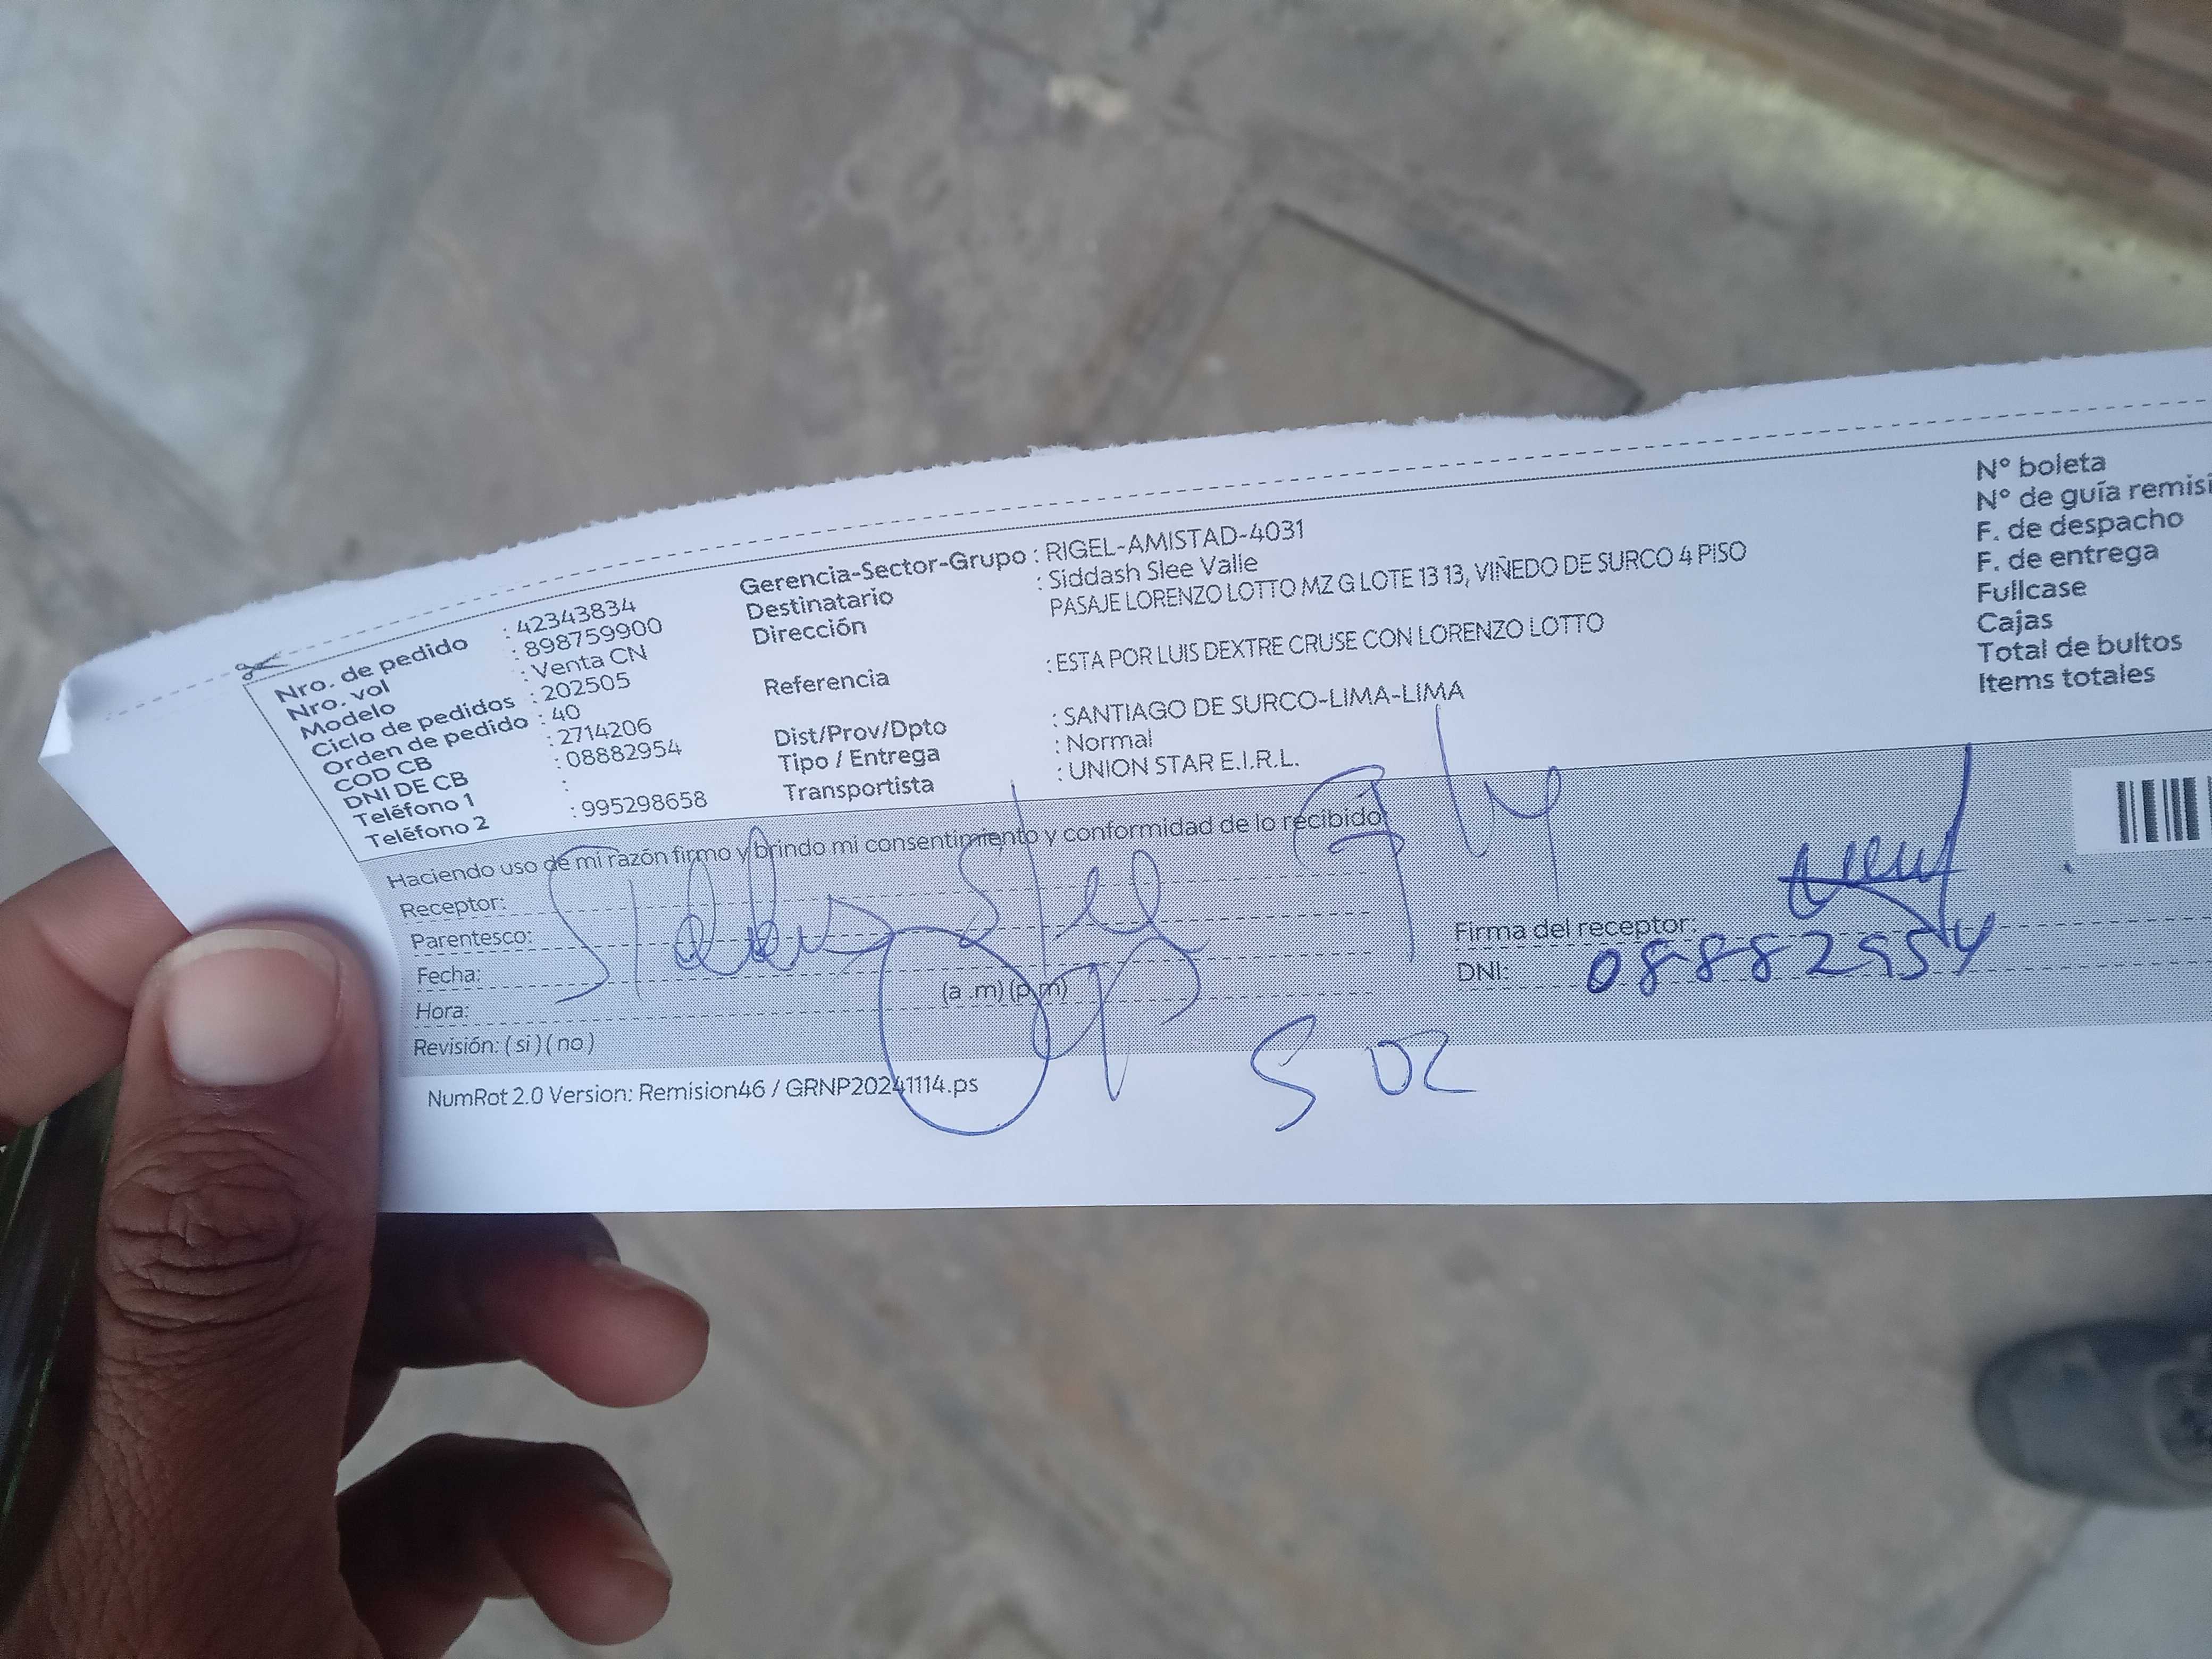 Nro. de pedido : 42343834
Nro. vol : 898759900
Modelo : Venta CN
Ciclo de pedidos : 202505
Orden de pedido : 40
COD CB : 2714206
DNI DE CB : 08882954
Teléfono 1 :
Teléfono 2 : 995298658
Gerencia-Sector-Grupo : RIGEL-AMISTAD-4031
Destinatario : Siddash Slee Valle
Dirección PASAJE LORENZO LOTTO MZ G LOTE 13 13, VIÑEDO DE SURCO 4 PISO
Referencia : ESTA POR LUIS DEXTRE CRUSE CON LORENZO LOTTO
Dist/Prov/Dpto : SANTIAGO DE SURCO-LIMA-LIMA
Tipo / Entrega : Normal
Transportista : UNION STAR E.I.R.L.
N° boleta
N° de guía remisi
F. de despacho
F. de entrega
Fullcase
Cajas
Total de bultos
Items totales
Haciendo uso de mi razón firmo y brindo mi consentimiento y conformidad de lo recibido
Receptor:
Parentesco:
Fecha:
Hora: (a .m) (p.m)
Revisión: ( si ) ( no )
Slee
Firma del receptor:
DNI: 08882954
NumRot 2.0 Version: Remision46 / GRNP20241114.ps